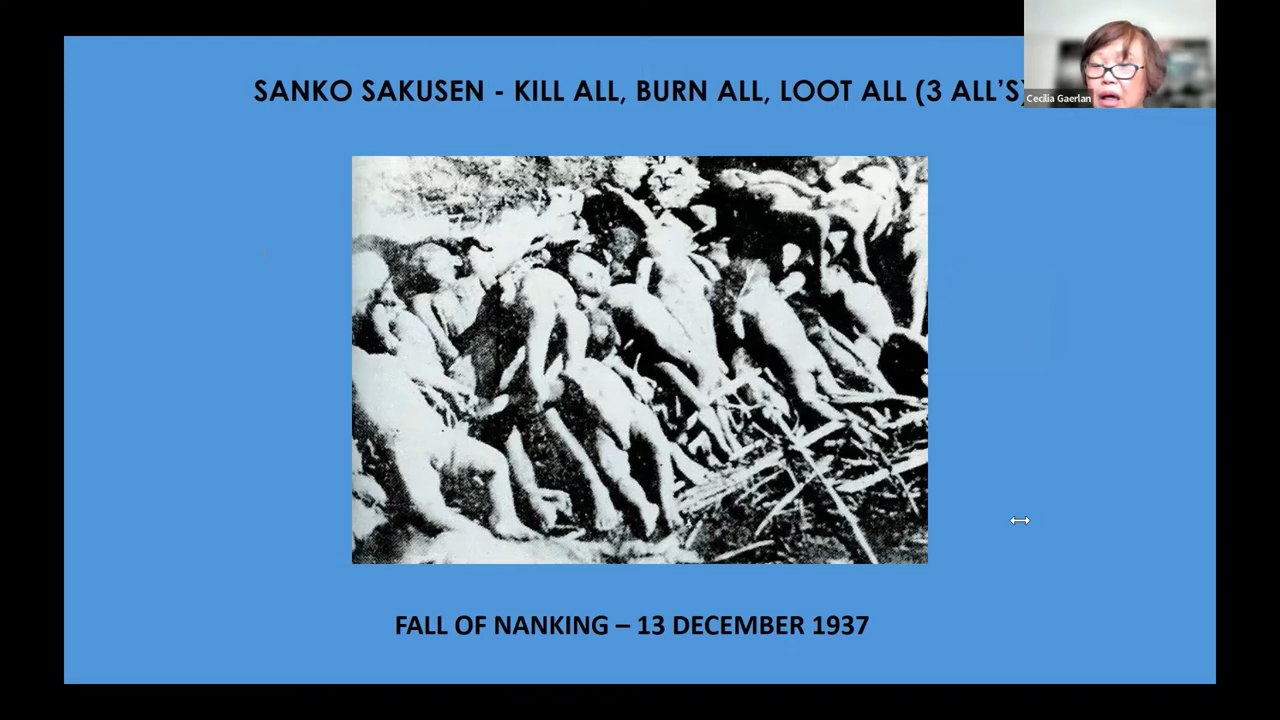 SANKO SAKUSEN - KILL ALL, BURN ALL, LOOT ALL (3 ALL'S)
Cecilia Gaerlan
FALL OF NANKING – 13 DECEMBER 1937